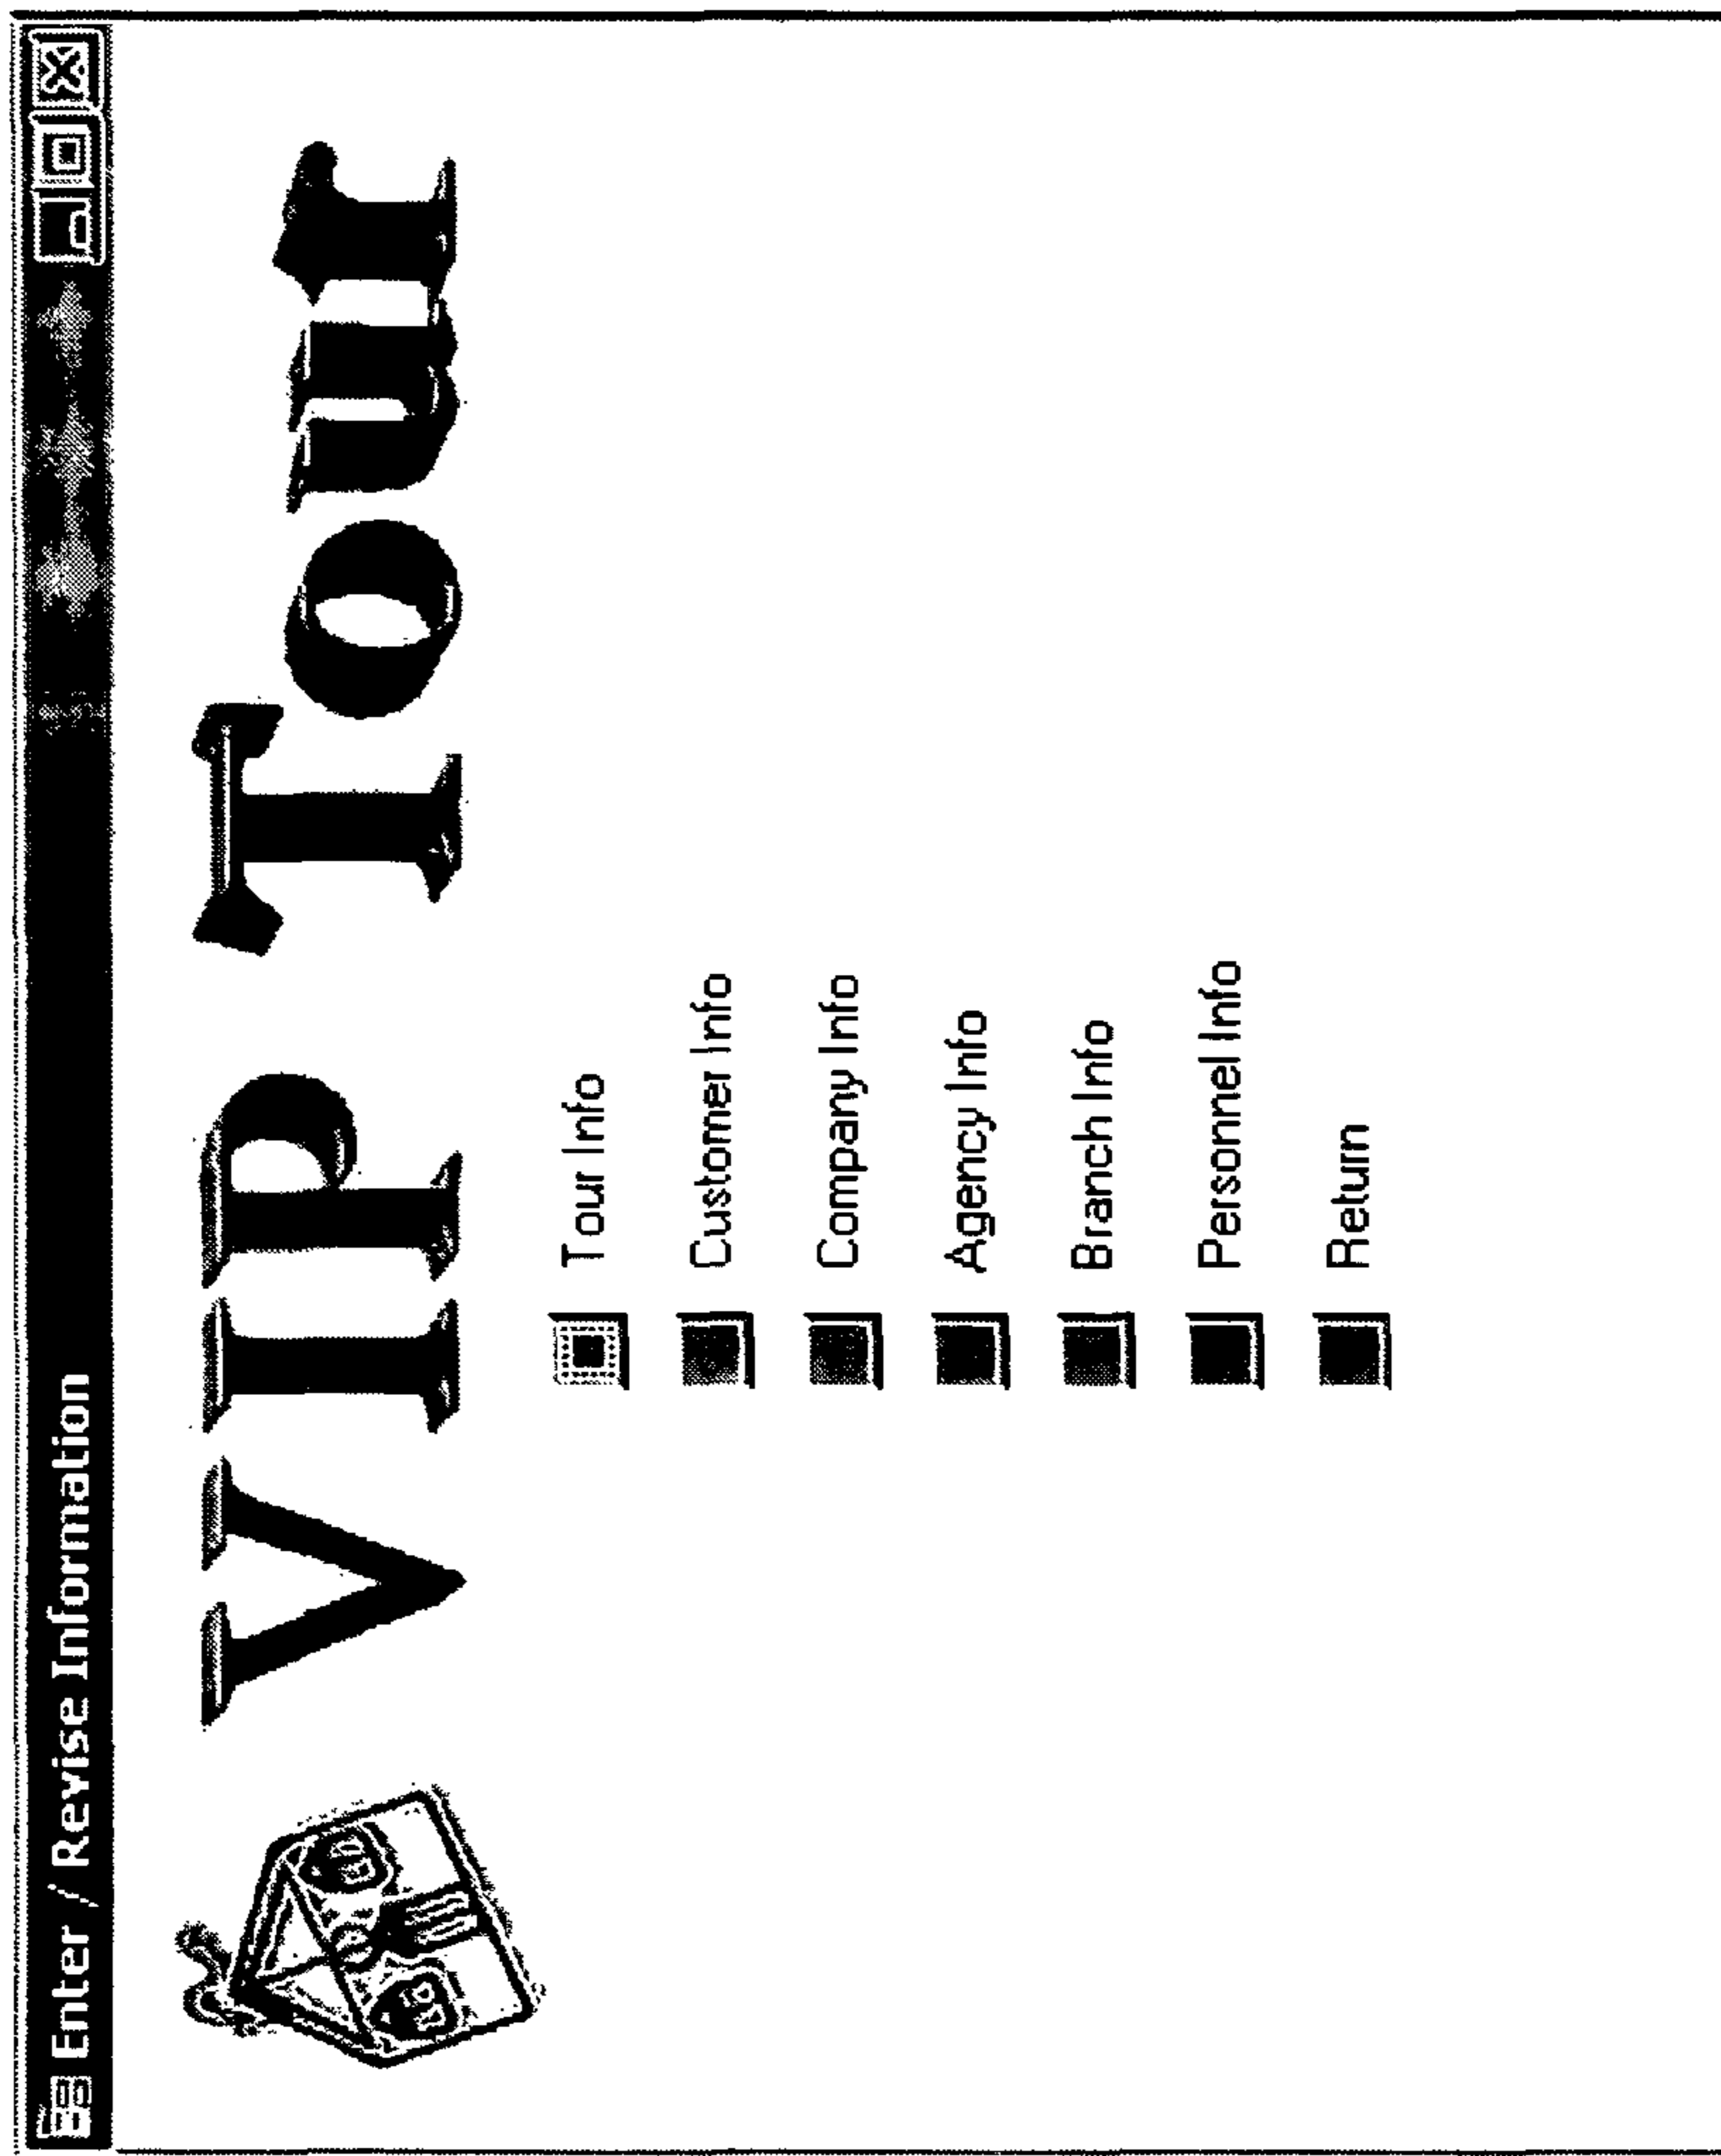 Enter / Revise Information
VIP Tour
Tour Info
Customer Info
Company Info
Agency Info
Branch Info
Personnel Info
Return